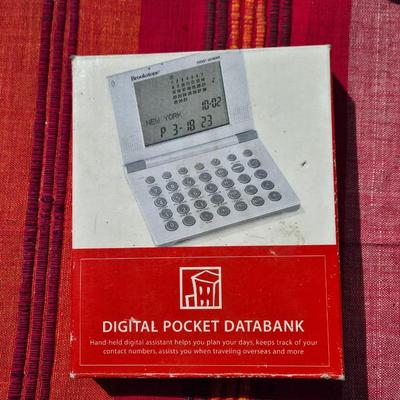 Brookstone
NEW YORK
10-02
P 3-18 23
DIGITAL POCKET DATABANK
Hand-held digital assistant helps you plan your days, keeps track of your
contact numbers, assists you when traveling overseas and more